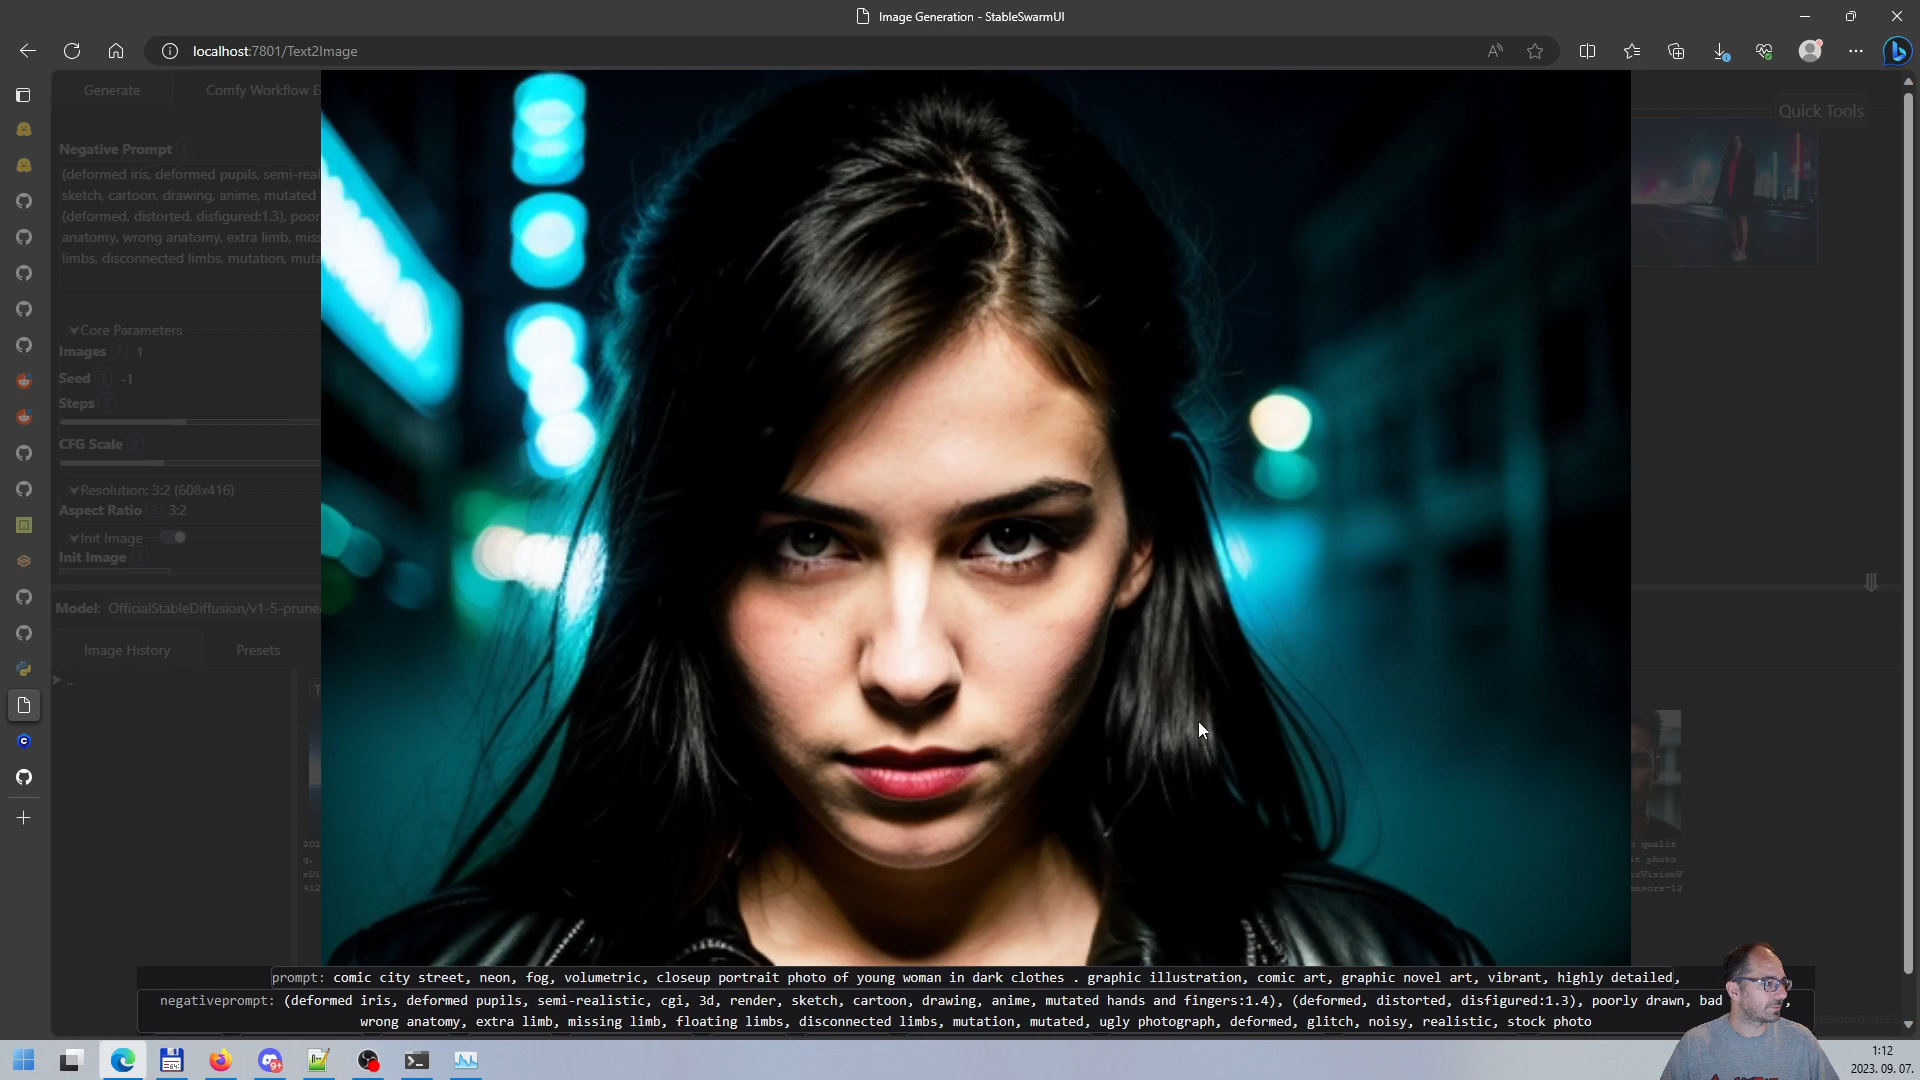 Image Generation - StableSwarmUI
localhost:7801/Text2Image
Generate
Comfy Workflow E
Quick Tools
Negative Prompt ?
(deformed iris, deformed pupils, semi-real
sketch, cartoon, drawing, anime, mutated
(deformed, distorted, disfigured:1.3), poor
anatomy, wrong anatomy, extra limb, miss
limbs, disconnected limbs, mutation, muta
Core Parameters
Images ? 1
Seed ? -1
Steps ?
CFG Scale ?
Resolution: 3:2 (608x416)
Aspect Ratio ? 3:2
Init Image
Init Image ?
Model: OfficialStableDiffusion/v1-5-prune
Image History
Presets
prompt: comic city street, neon, fog, volumetric, closeup portrait photo of young woman in dark clothes . graphic illustration, comic art, graphic novel art, vibrant, highly detailed,
negativeprompt: (deformed iris, deformed pupils, semi-realistic, cgi, 3d, render, sketch, cartoon, drawing, anime, mutated hands and fingers:1.4), (deformed, distorted, disfigured:1.3), poorly drawn, bad
wrong anatomy, extra limb, missing limb, floating limbs, disconnected limbs, mutation, mutated, ugly photograph, deformed, glitch, noisy, realistic, stock photo
9+
1:12
2023. 09. 07.